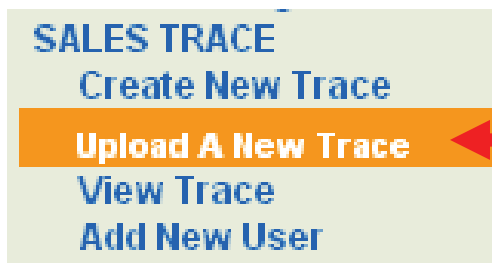 SALES TRACE
Create New Trace
Upload A New Trace
View Trace
Add New User